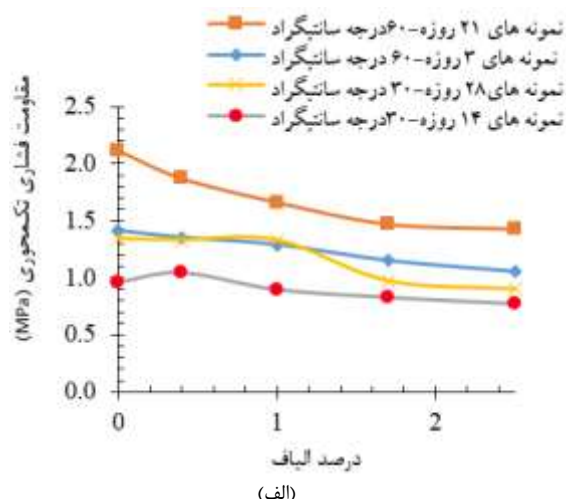 نمونه های ۲۱ روزه-۶۰درجه سانتیگراد
نمونه های ۳ روزه-۶۰ درجه سانتیگراد
نمونه های۲۸ روزه-۳۰ درجه سانتیگراد
نمونه های ۱۴ روزه-۳۰درجه سانتیگراد
مقاومت فشاری تکمحوری (MPa)
2.5
2.0
1.5
1.0
0.5
0.0
0 1 2
درصد الیاف
(الف)